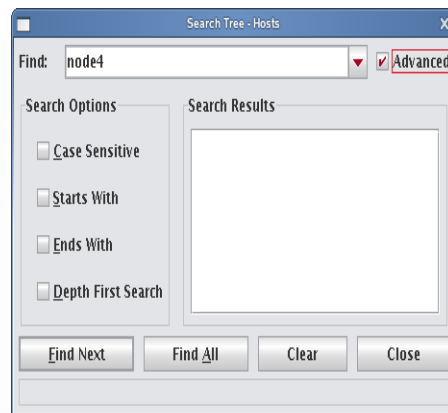 Search Tree - Hosts X
Find: node4 Advanced
Search Options Search Results
Case Sensitive
Starts With
Ends With
Depth First Search
Find Next Find All Clear Close